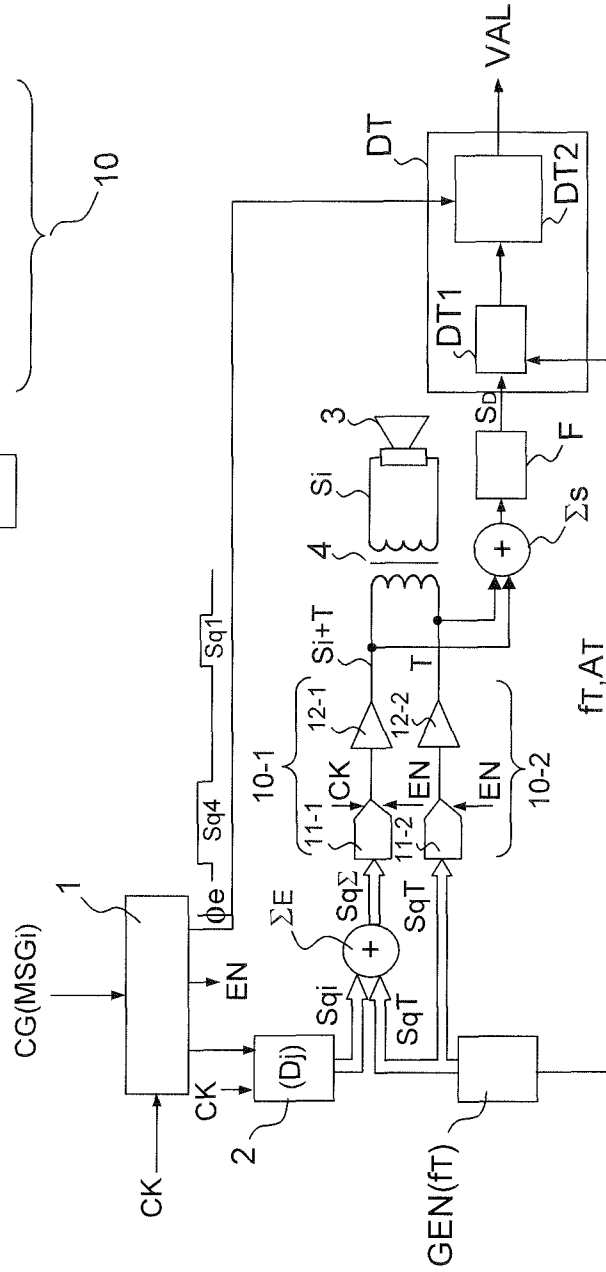 10
CG(MSGi)
1
CK
Φe
Sq4
Sq1
EN
CK
2
(Dj)
Sqi
ΣE
+
SqΣ
SqT
SqT
GEN(fT)
10-1
11-1
CK
EN
12-1
11-2
EN
12-2
10-2
Si+T
T
4
Si
3
+
Σs
F
SD
fT,AT
DT
DT1
DT2
VAL